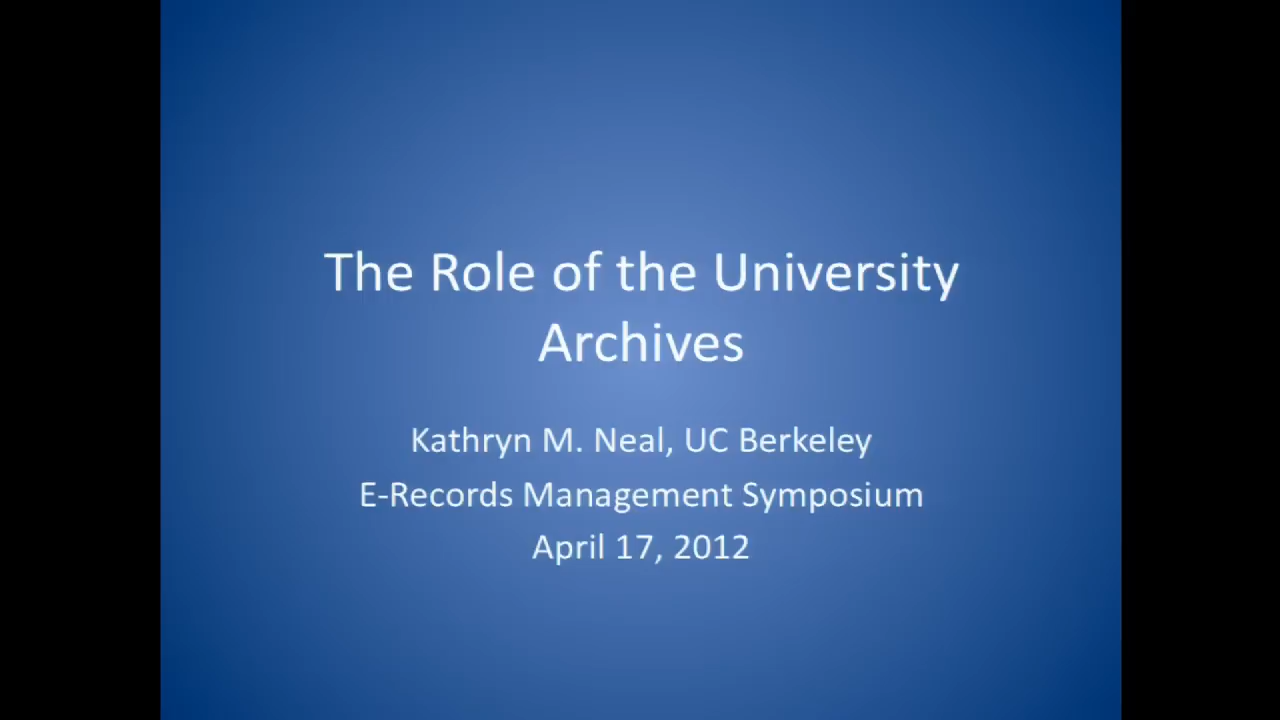 The Role of the University
Archives
Kathryn M. Neal, UC Berkeley
E-Records Management Symposium
April 17, 2012